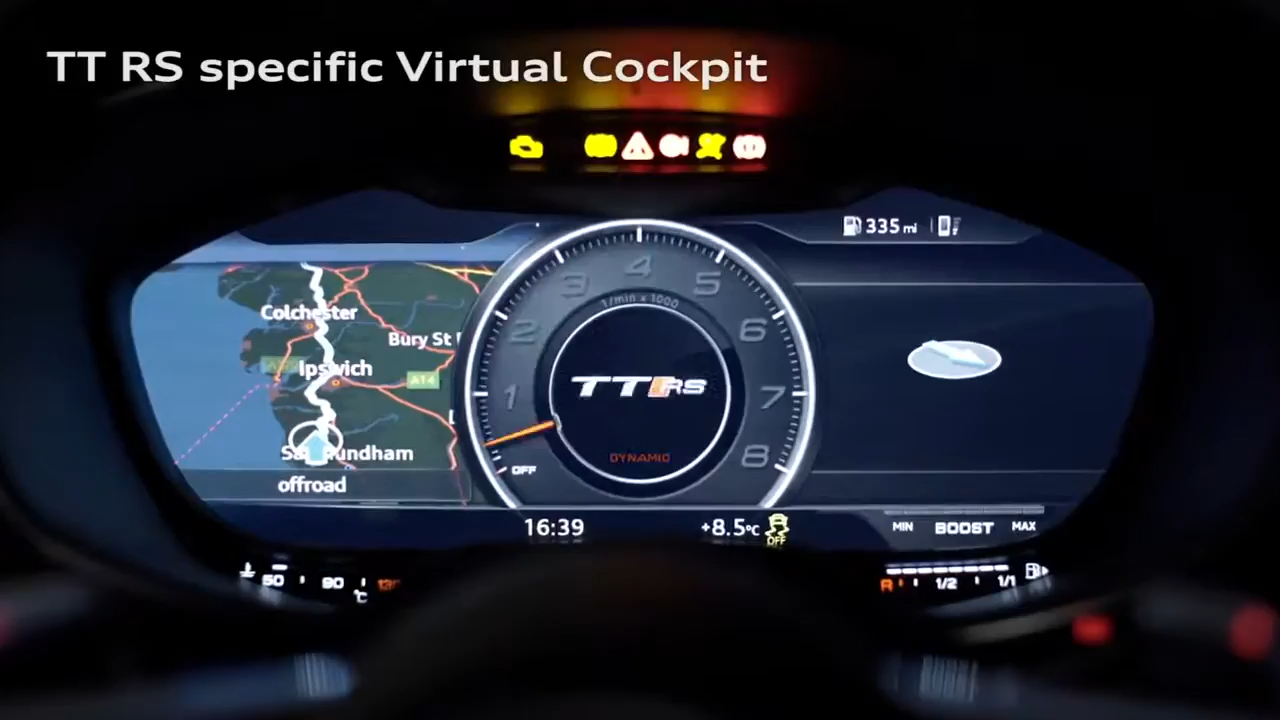 TT RS specific Virtual Cockpit
335 mi
Colchester
Bury St
Ipswich
A14
undham
offroad
1/min x 1000
1 2 3 4 5 6 7 8
OFF
TT RS
DYNAMIC
16:39
+8.5°C
OFF
MIN BOOST MAX
50 90 130
°C
R 1/2 1/1